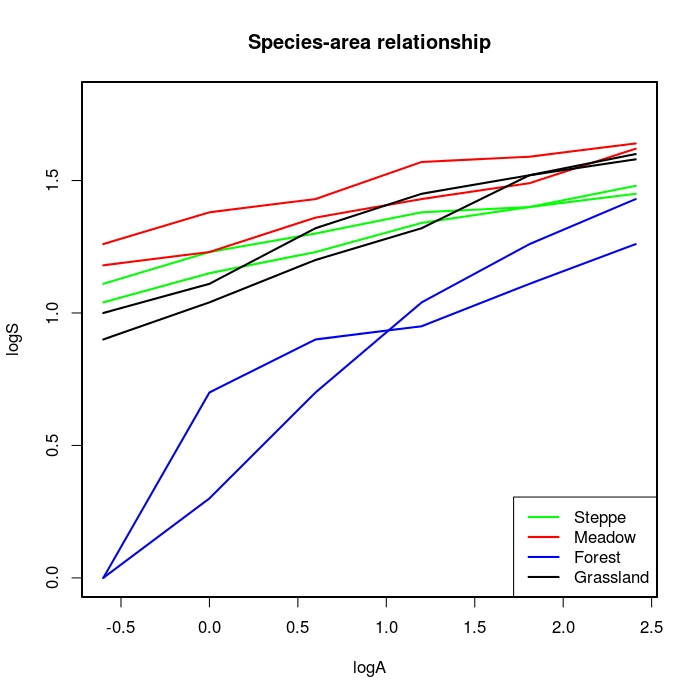 Species-area relationship
logS
1.5
1.0
0.5
0.0
Steppe
Meadow
Forest
Grassland
-0.5 0.0 0.5 1.0 1.5 2.0 2.5
logA